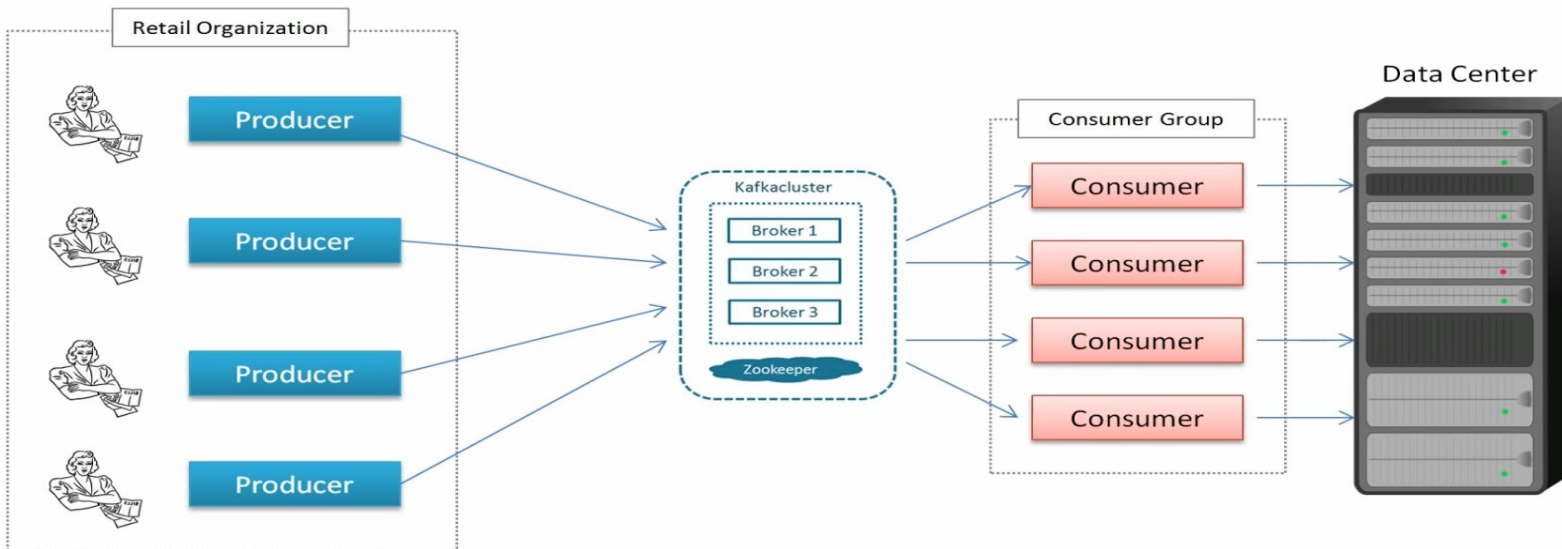 Retail Organization
Producer
Producer
Producer
Producer
Kafkacluster
Broker 1
Broker 2
Broker 3
Zookeeper
Consumer Group
Consumer
Consumer
Consumer
Consumer
Data Center